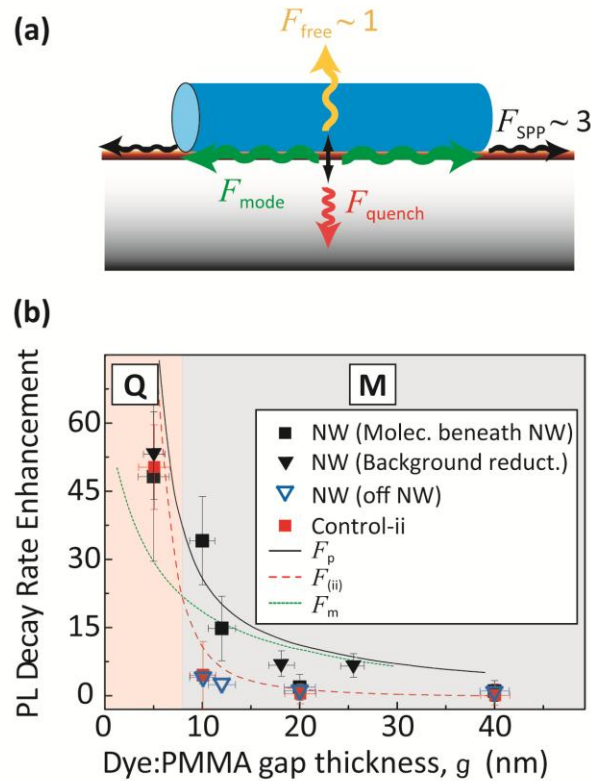 (a)
F_free ~ 1
F_SPP ~ 3
F_mode
F_quench
(b)
Q
M
NW (Molec. beneath NW)
NW (Background reduct.)
NW (off NW)
Control-ii
F_p
F_(ii)
F_m
60
45
30
15
0
PL Decay Rate Enhancement
0 10 20 30 40
Dye:PMMA gap thickness, g (nm)